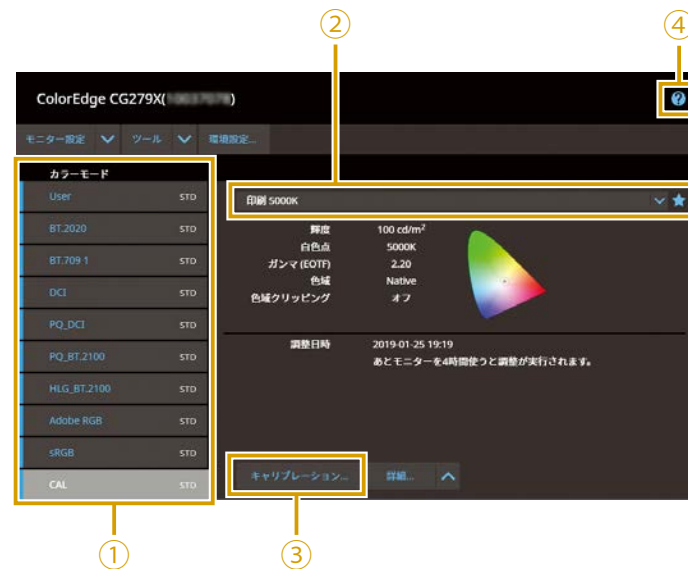 ② ④
ColorEdge CG279X( )
モニター設定 ツール 環境設定...
カラーモード
User STD
BT.2020 STD
BT.709 1 STD
DCI STD
PQ_DCI STD
PQ_BT.2100 STD
HLG_BT.2100 STD
Adobe RGB STD
sRGB STD
CAL STD
印刷 5000K
輝度 100 cd/m²
白色点 5000K
ガンマ (EOTF) 2.20
色域 Native
色域クリッピング オフ
調整日時 2019-01-25 19:19
あとモニターを4時間使うと調整が実行されます。
キャリブレーション... 詳細...
① ③